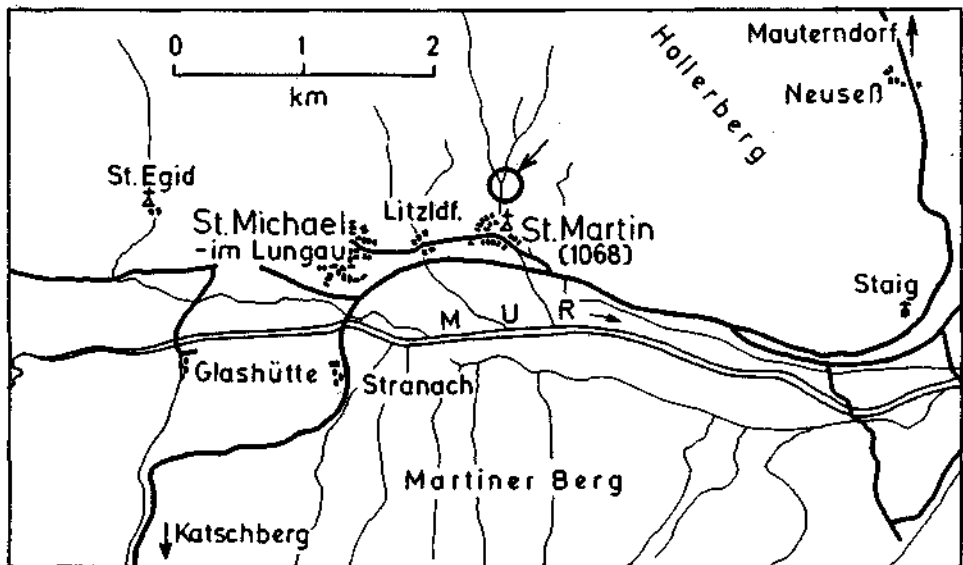 0 1 2
km
Hollerberg
Mauterndorf
Neuseß
St. Egid
St. Michael
-im Lungau
Litzldf.
St. Martin
(1068)
Staig
M U R
Glashütte
Stranach
Martiner Berg
Katschberg